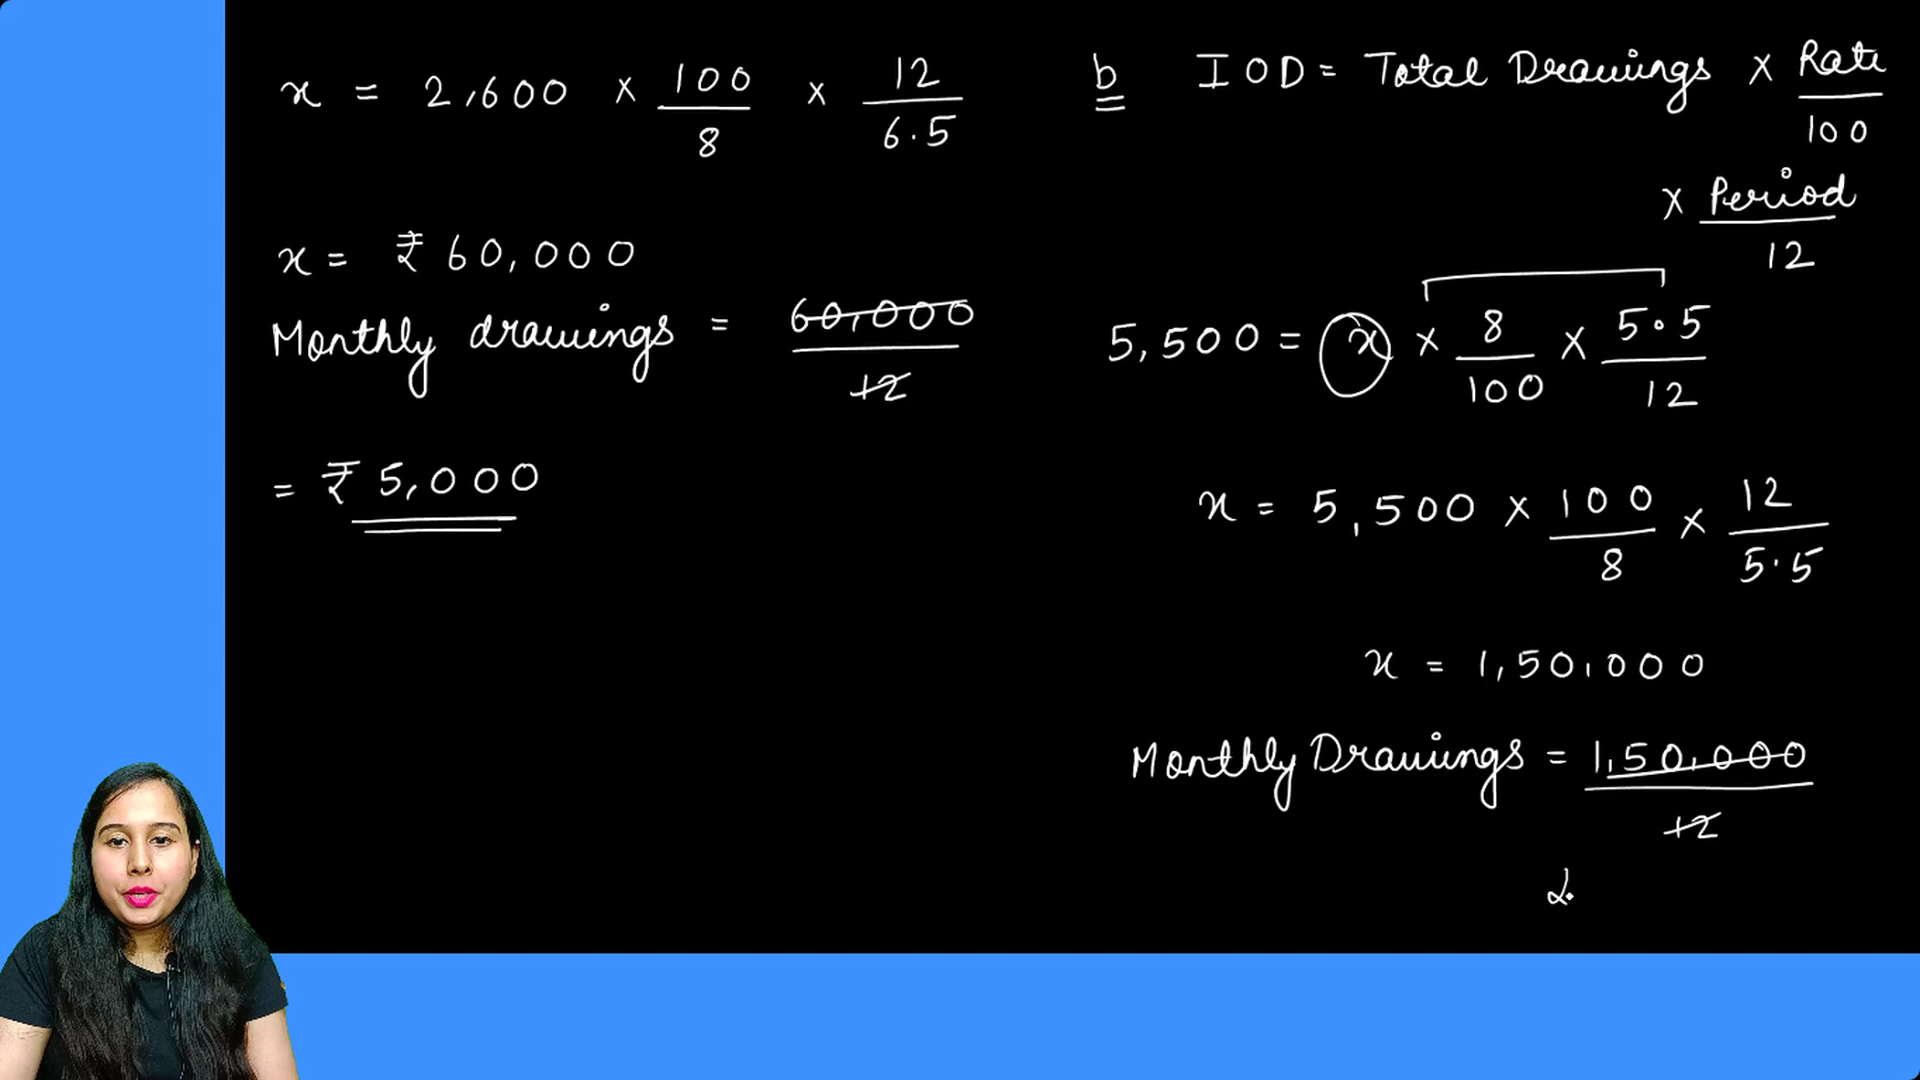 x = 2,600 × 100/8 × 12/6.5
x = ₹ 60,000
Monthly drawings = 60,000/12
= ₹ 5,000
b IOD = Total Drawings × Rate/100
× Period/12
5,500 = x × 8/100 × 5.5/12
x = 5,500 × 100/8 × 12/5.5
x = 1,50,000
Monthly Drawings = 1,50,000/12